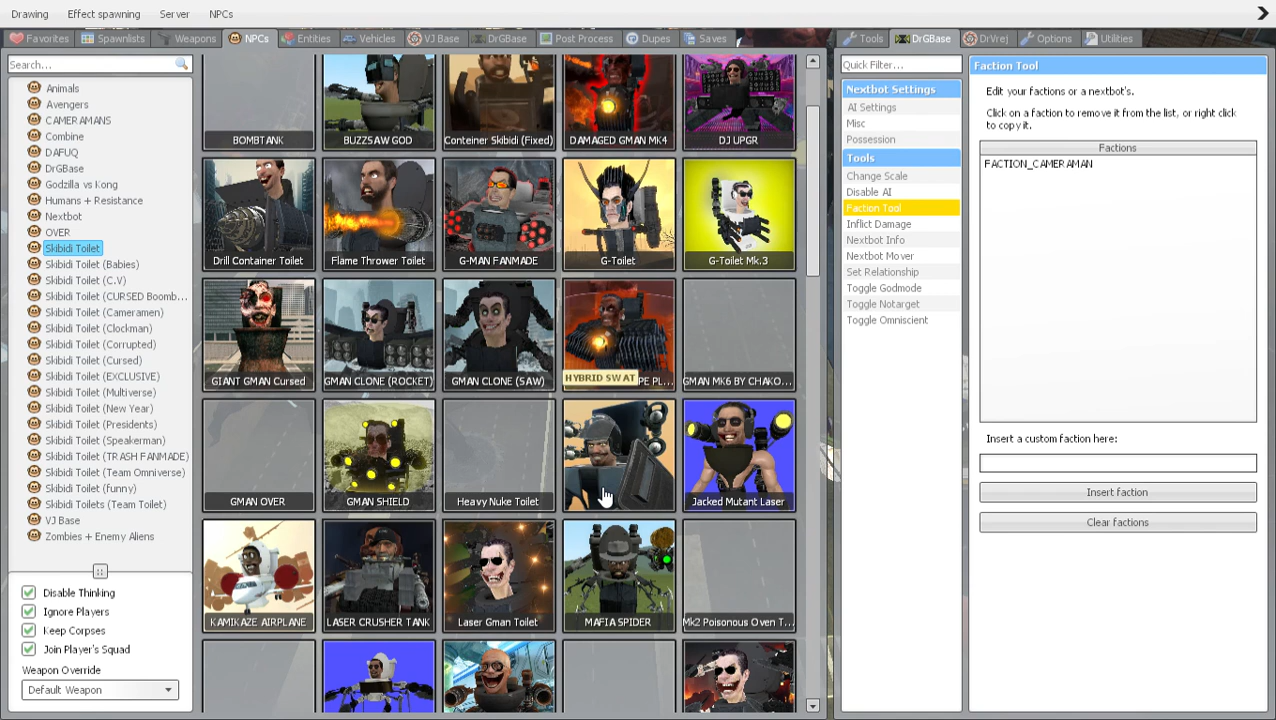 Drawing Effect spawning Server NPCs
Favorites Spawnlists Weapons NPCs Entities Vehicles VJ Base DrGBase Post Process Dupes Saves
Tools DrGBase DrVrej Options Utilities
Search...
Animals
Avengers
CAMERAMANS
Combine
DAFUQ
DrGBase
Godzilla vs Kong
Humans + Resistance
Nextbot
OVER
Skibidi Toilet
Skibidi Toilet (Babies)
Skibidi Toilet (C.V)
Skibidi Toilet (CURSED Boomb...
Skibidi Toilet (Cameramen)
Skibidi Toilet (Clockman)
Skibidi Toilet (Corrupted)
Skibidi Toilet (Cursed)
Skibidi Toilet (EXCLUSIVE)
Skibidi Toilet (Multiverse)
Skibidi Toilet (New Year)
Skibidi Toilet (Presidents)
Skibidi Toilet (Speakerman)
Skibidi Toilet (TRASH FANMADE)
Skibidi Toilet (Team Omniverse)
Skibidi Toilet (funny)
Skibidi Toilets (Team Toilet)
VJ Base
Zombies + Enemy Aliens
Disable Thinking
Ignore Players
Keep Corpses
Join Player's Squad
Weapon Override
Default Weapon
BOMBTANK BUZZSAW GOD Conteiner Skibidi (Fixed) DAMAGED GMAN MK4 DJ UPGR
Drill Container Toilet Flame Thrower Toilet G-MAN FANMADE G-Toilet G-Toilet Mk.3
GIANT GMAN Cursed GMAN CLONE (ROCKET) GMAN CLONE (SAW) PL... GMAN MK6 BY CHAKO...
HYBRID SWAT
GMAN OVER GMAN SHIELD Heavy Nuke Toilet Jacked Mutant Laser
KAMIKAZE AIRPLANE LASER CRUSHER TANK Laser Gman Toilet MAFIA SPIDER Mk2 Poisonous Oven T...
Quick Filter...
Nextbot Settings
AI Settings
Misc
Possession
Tools
Change Scale
Disable AI
Faction Tool
Inflict Damage
Nextbot Info
Nextbot Mover
Set Relationship
Toggle Godmode
Toggle Notarget
Toggle Omniscient
Faction Tool
Edit your factions or a nextbot's.
Click on a faction to remove it from the list, or right click
to copy it.
Factions
FACTION_CAMERAMAN
Insert a custom faction here:
Insert faction
Clear factions